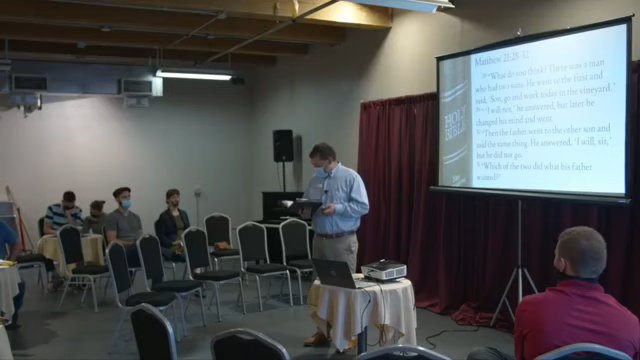 Matthew 21:28-32
28 "What do you think? There was a man
who had two sons. He went to the first and
said, 'Son, go and work today in the vineyard.'
29 "'I will not,' he answered, but later he
changed his mind and went.
30 "Then the father went to the other son and
said the same thing. He answered, 'I will, sir,'
but he did not go.
31 "Which of the two did what his father
wanted?"
HOLY
BIBLE